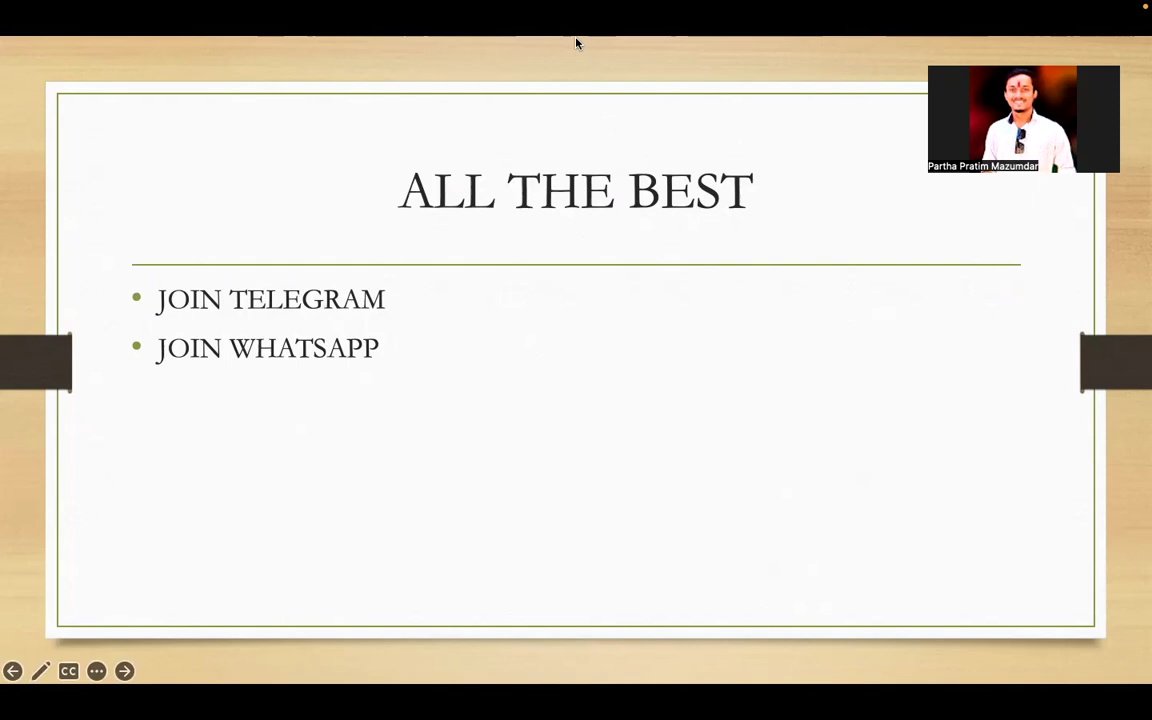 Partha Pratim Mazumdar
ALL THE BEST
JOIN TELEGRAM
JOIN WHATSAPP
CC